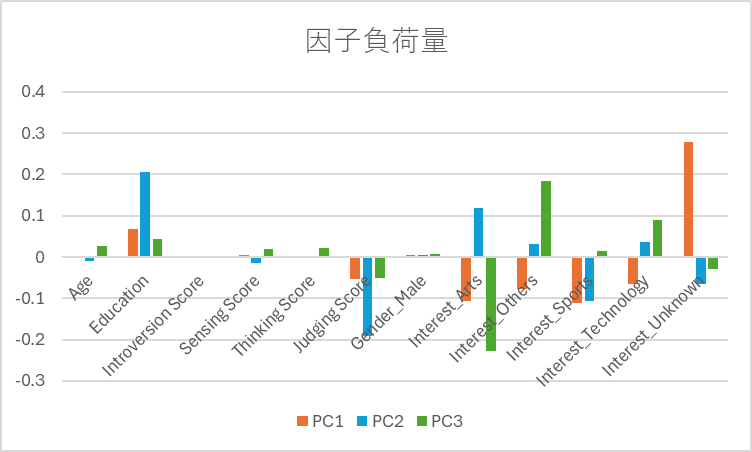 因子負荷量
0.4
0.3
0.2
0.1
0
-0.1
-0.2
-0.3
Age
Education
Introversion Score
Sensing Score
Thinking Score
Judging Score
Gender_Male
Interest_Arts
Interest_Others
Interest_Sports
Interest_Technology
Interest_Unknown
PC1 PC2 PC3